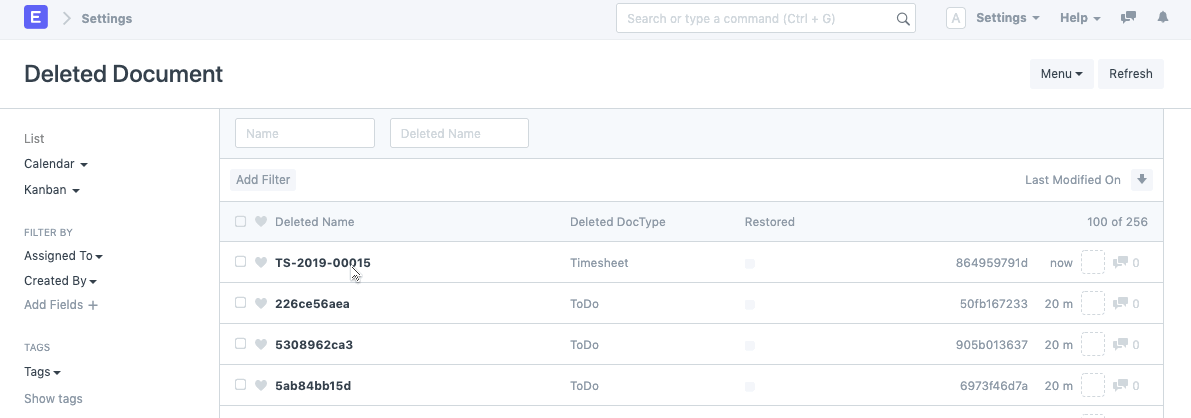 E Settings Search or type a command (Ctrl + G) A Settings Help
Deleted Document Menu Refresh
List
Calendar
Kanban
FILTER BY
Assigned To
Created By
Add Fields +
TAGS
Tags
Show tags
Name Deleted Name
Add Filter Last Modified On
Deleted Name Deleted DocType Restored 100 of 256
TS-2019-00015 Timesheet 864959791d now 0
226ce56aea ToDo 50fb167233 20 m 0
5308962ca3 ToDo 905b013637 20 m 0
5ab84bb15d ToDo 6973f46d7a 20 m 0